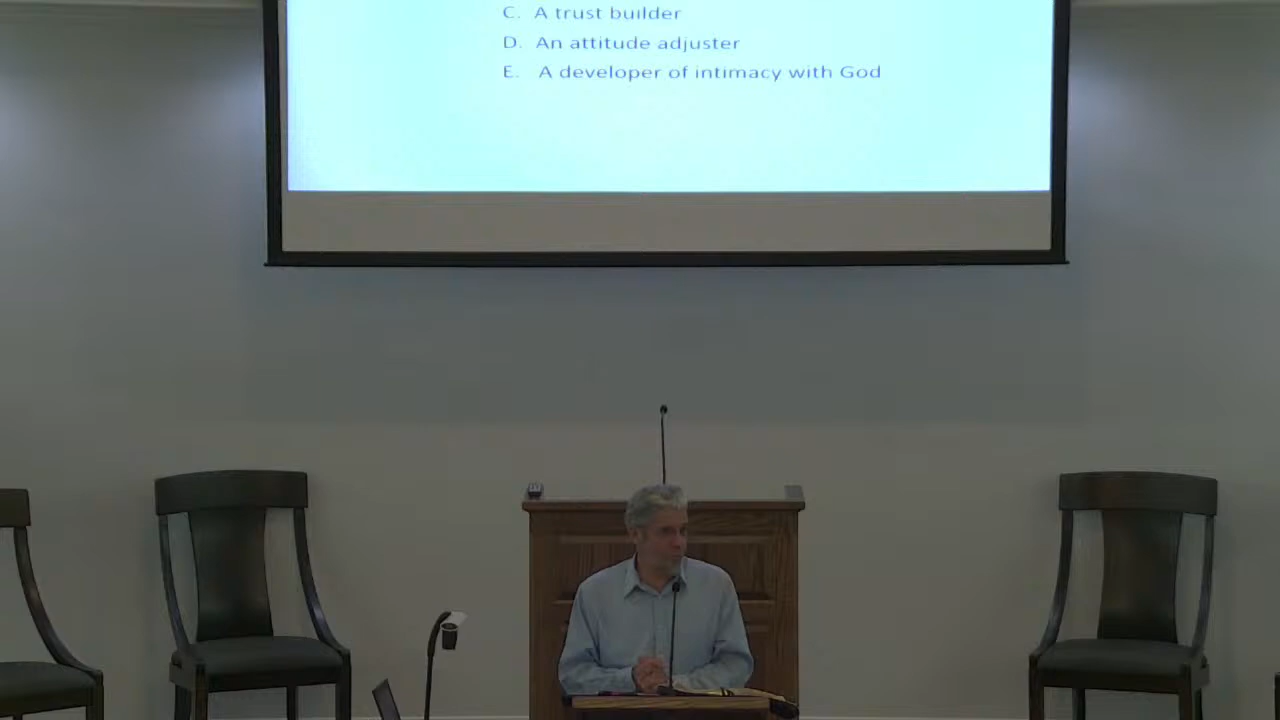 C. A trust builder
D. An attitude adjuster
E. A developer of intimacy with God